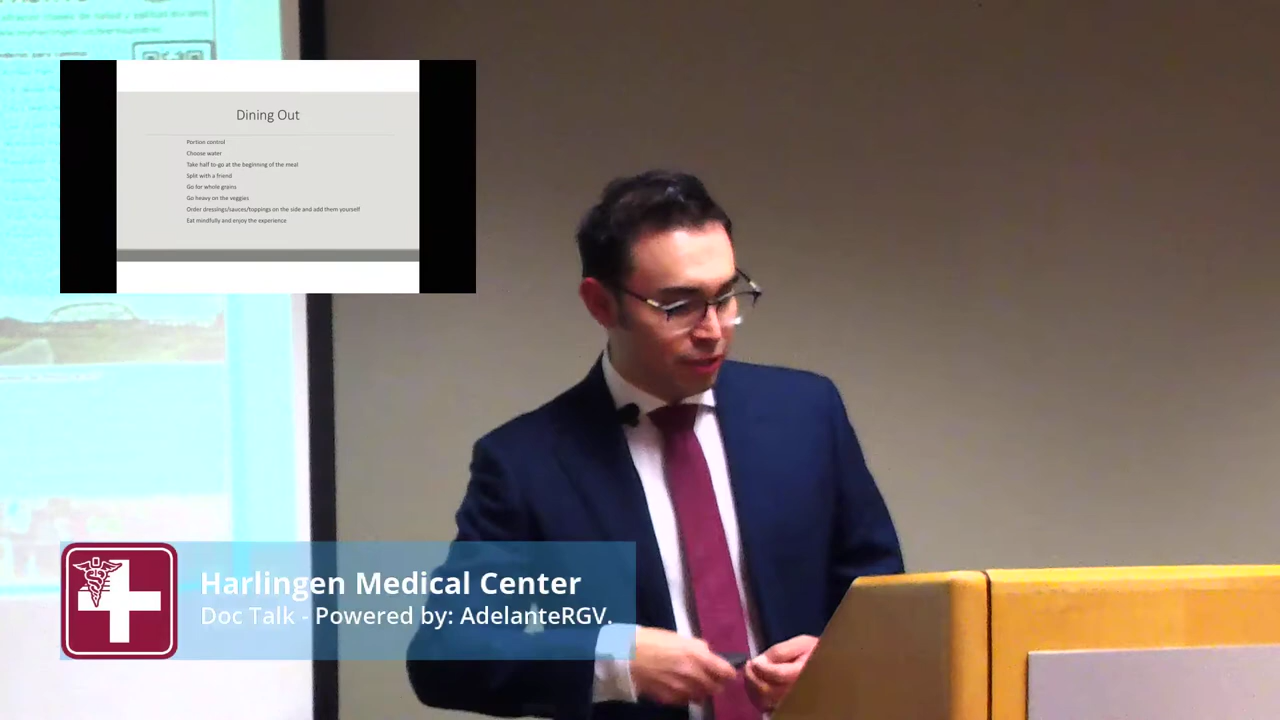 Dining Out
Portion control
Choose water
Take half to-go at the beginning of the meal
Split with a friend
Go for whole grains
Go heavy on the veggies
Order dressings/sauces/toppings on the side and add them yourself
Eat mindfully and enjoy the experience
Harlingen Medical Center
Doc Talk - Powered by: AdelanteRGV.